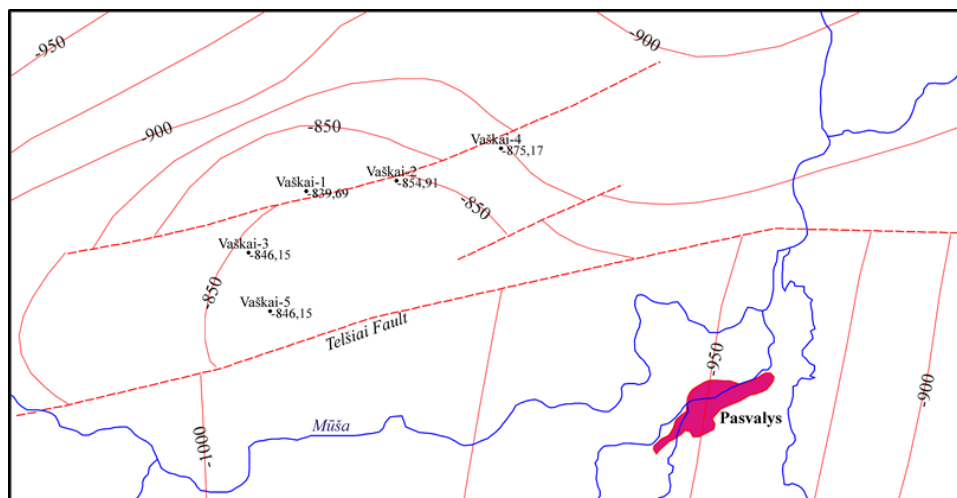 -950
-900
-900
-850
Vaškai-4
-875,17
Vaškai-2
-854,91
Vaškai-1
-839,69
-850
Vaškai-3
-846,15
-850
Vaškai-5
-846,15
Telšiai Fault
-950
-900
Pasvalys
Mūša
-1000